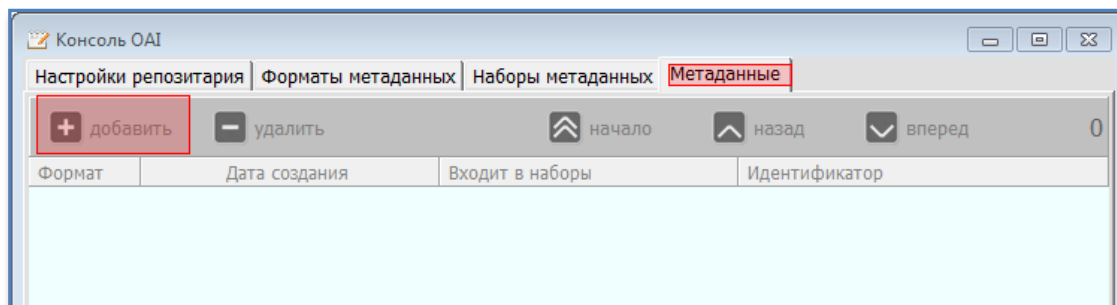 Консоль OAI
Настройки репозитария Форматы метаданных Наборы метаданных Метаданные
добавить удалить начало назад вперед 0
Формат Дата создания Входит в наборы Идентификатор